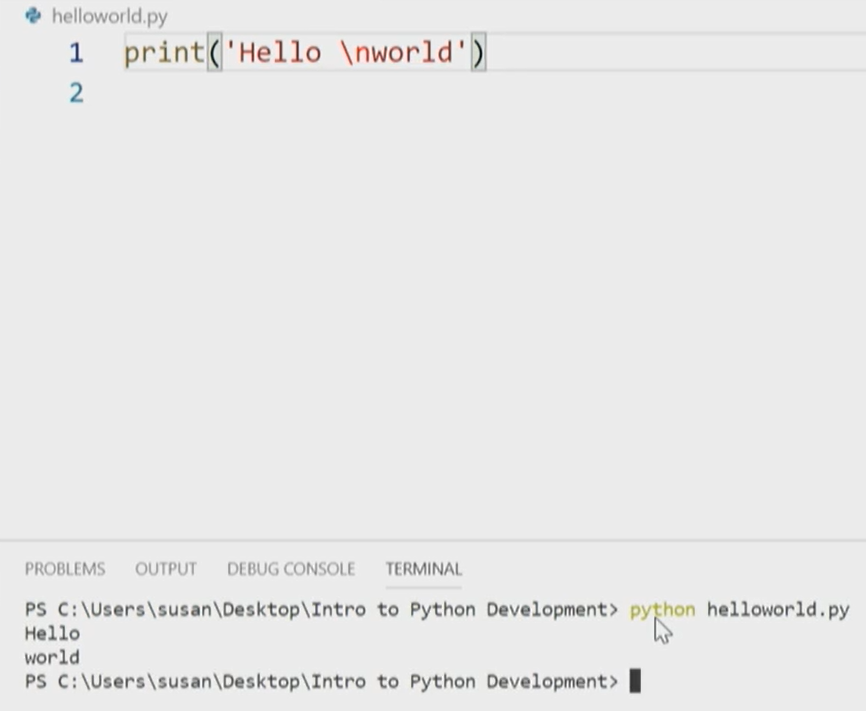 helloworld.py
1 print('Hello \nworld')
2
PROBLEMS OUTPUT DEBUG CONSOLE TERMINAL
PS C:\Users\susan\Desktop\Intro to Python Development> python helloworld.py
Hello
world
PS C:\Users\susan\Desktop\Intro to Python Development>